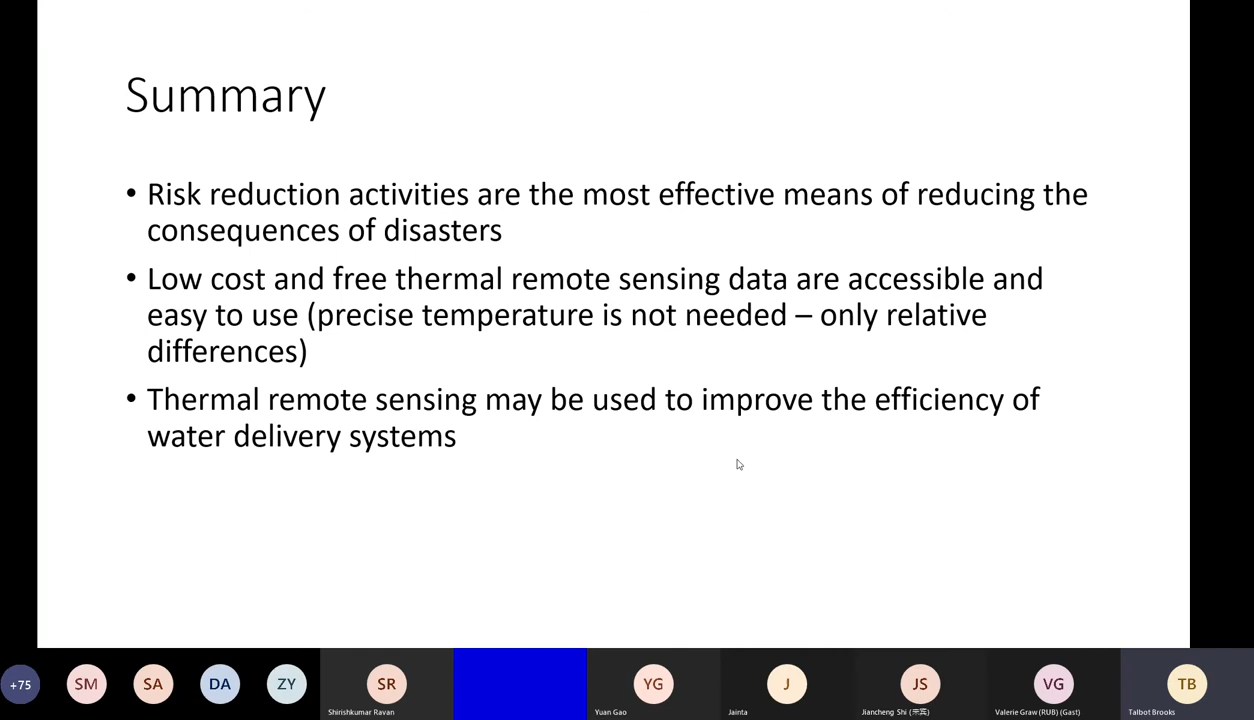 Summary
• Risk reduction activities are the most effective means of reducing the
consequences of disasters
• Low cost and free thermal remote sensing data are accessible and
easy to use (precise temperature is not needed – only relative
differences)
• Thermal remote sensing may be used to improve the efficiency of
water delivery systems
+75
SM
SA
DA
ZY
SR
YG
J
JS
VG
TB
Shirishkumar Ravan
Yuan Gao
Jainta
Jiancheng Shi (来宾)
Valerie Graw (RUB) (Gast)
Talbot Brooks